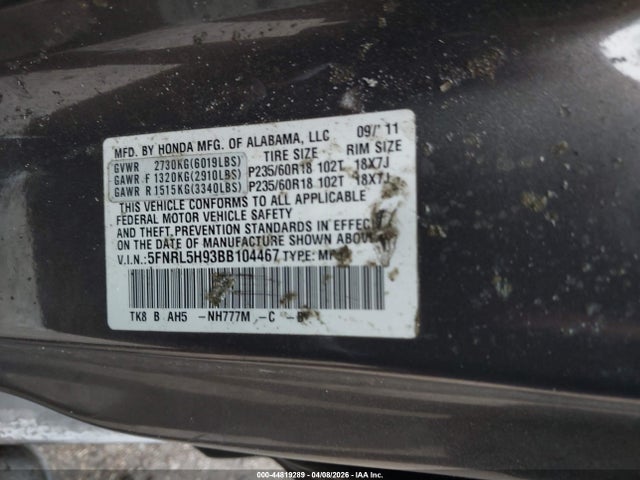 MFD. BY HONDA MFG. OF ALABAMA, LLC 09/'11
TIRE SIZE RIM SIZE
GVWR 2730KG(6019LBS)
GAWR F 1320KG(2910LBS) P235/60R18 102T 18X7J
GAWR R 1515KG(3340LBS) P235/60R18 102T 18X7J
THIS VEHICLE CONFORMS TO ALL APPLICABLE
FEDERAL MOTOR VEHICLE SAFETY
AND THEFT PREVENTION STANDARDS IN EFFECT
ON THE DATE OF MANUFACTURE SHOWN
V.I.N.: 5FNRL5H93BB104467 TYPE:
TK8 B AH5 -NH777M -C -
000-44819289 - 04/08/2026 - IAA Inc.